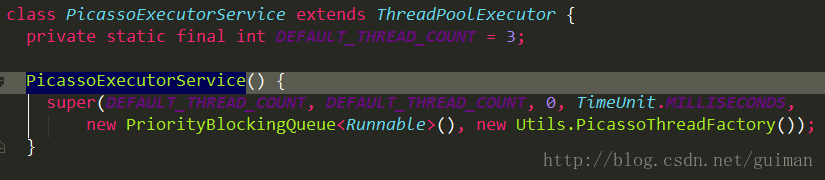 class PicassoExecutorService extends ThreadPoolExecutor {
private static final int DEFAULT_THREAD_COUNT = 3;
PicassoExecutorService() {
super(DEFAULT_THREAD_COUNT, DEFAULT_THREAD_COUNT, 0, TimeUnit.MILLISECONDS,
new PriorityBlockingQueue<Runnable>(), new Utils.PicassoThreadFactory());
}
http://blog.csdn.net/guiman